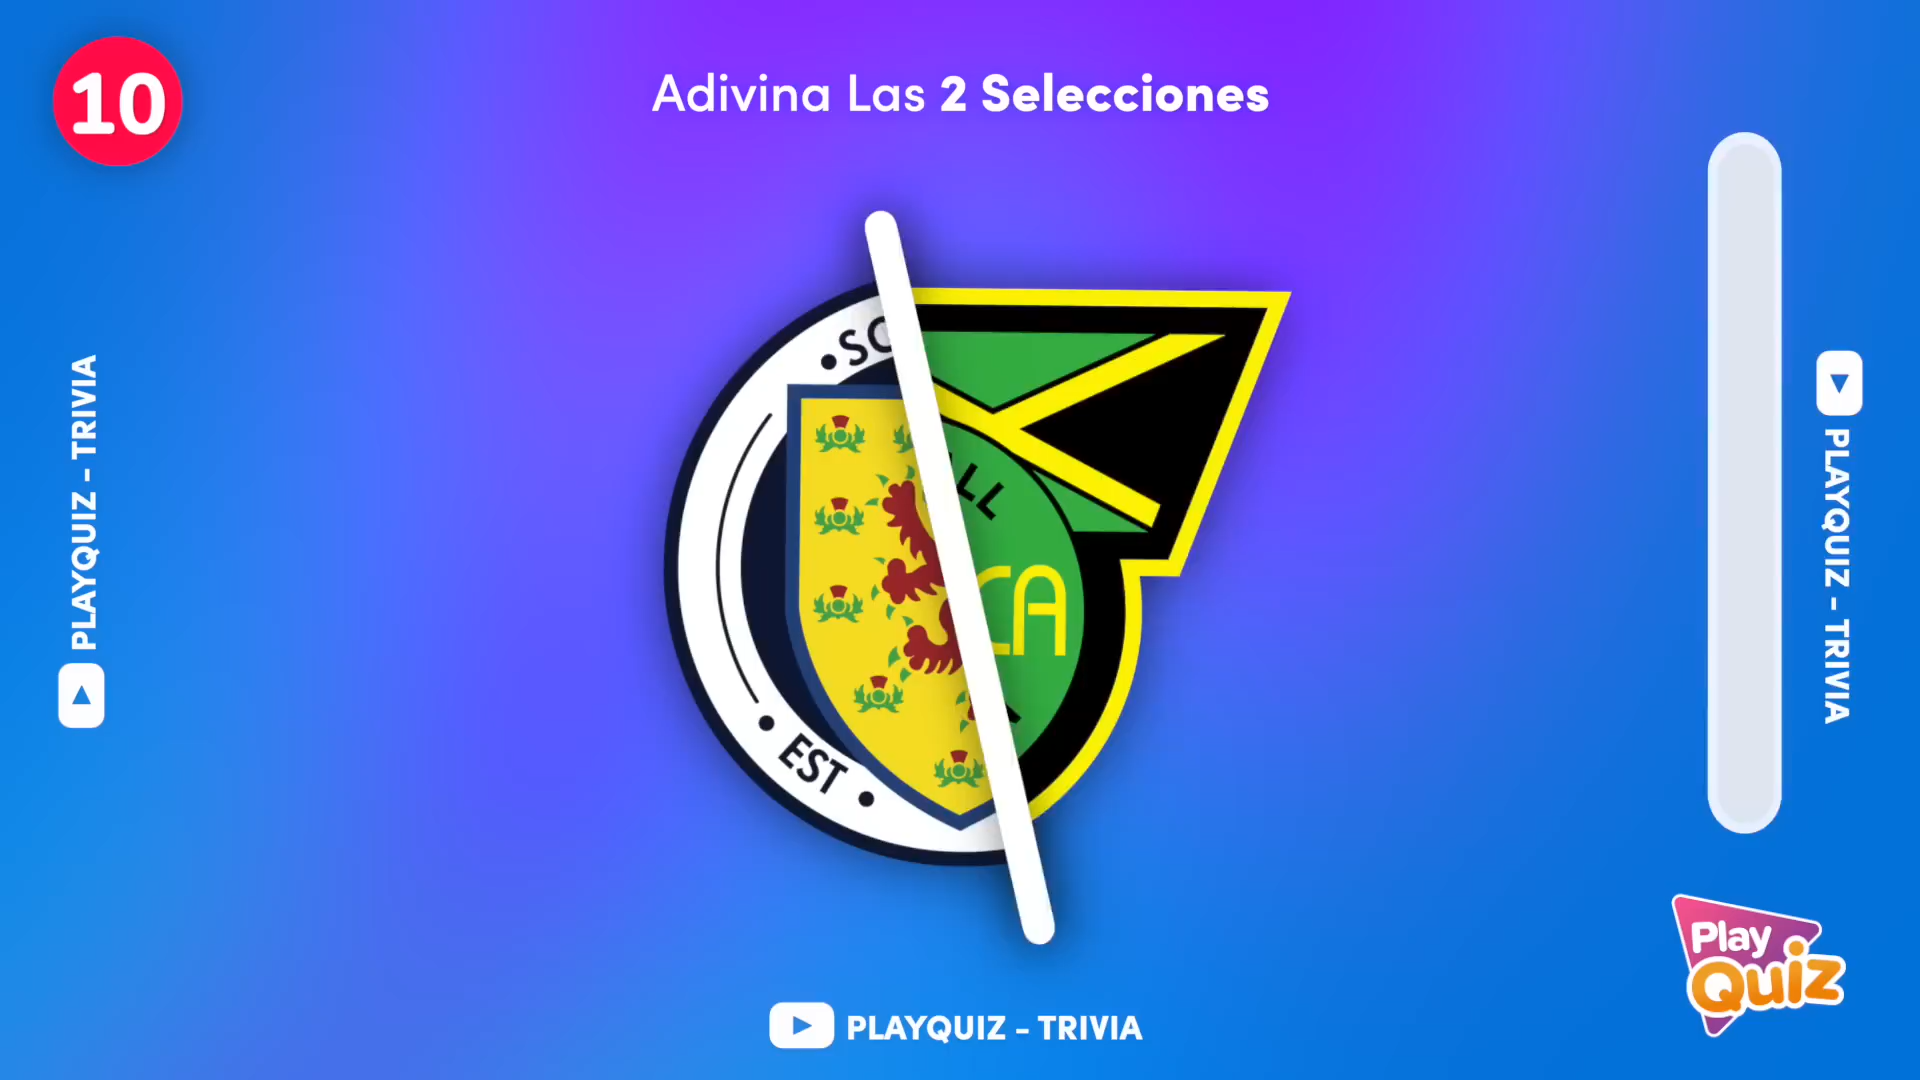 10
Adivina Las 2 Selecciones
PLAYQUIZ - TRIVIA
SC
LL
CA
EST
PLAYQUIZ - TRIVIA
Play
Quiz
PLAYQUIZ - TRIVIA